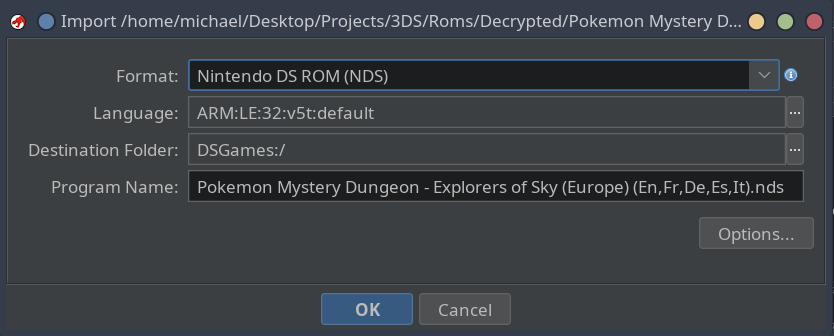 Import /home/michael/Desktop/Projects/3DS/Roms/Decrypted/Pokemon Mystery D...
Format: Nintendo DS ROM (NDS)
Language: ARM:LE:32:v5t:default ...
Destination Folder: DSGames:/ ...
Program Name: Pokemon Mystery Dungeon - Explorers of Sky (Europe) (En,Fr,De,Es,It).nds
Options...
OK Cancel